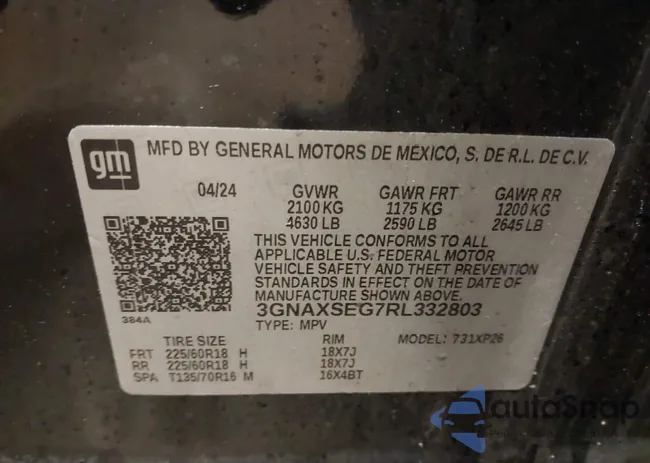 gm
MFD BY GENERAL MOTORS DE MEXICO, S. DE R.L. DE C.V.
04/24 GVWR GAWR FRT GAWR RR
2100 KG 1175 KG 1200 KG
4630 LB 2590 LB 2645 LB
THIS VEHICLE CONFORMS TO ALL
APPLICABLE U.S. FEDERAL MOTOR
VEHICLE SAFETY AND THEFT PREVENTION
STANDARDS IN EFFECT ON THE DATE OF
MANUFACTURE SHOWN ABOVE.
384A
3GNAXSEG7RL332803
TYPE: MPV MODEL: 731XP26
TIRE SIZE RIM
FRT 225/60R18 H 18X7J
RR 225/60R18 H 18X7J
SPA T135/70R16 M 16X4BT
autoSnap